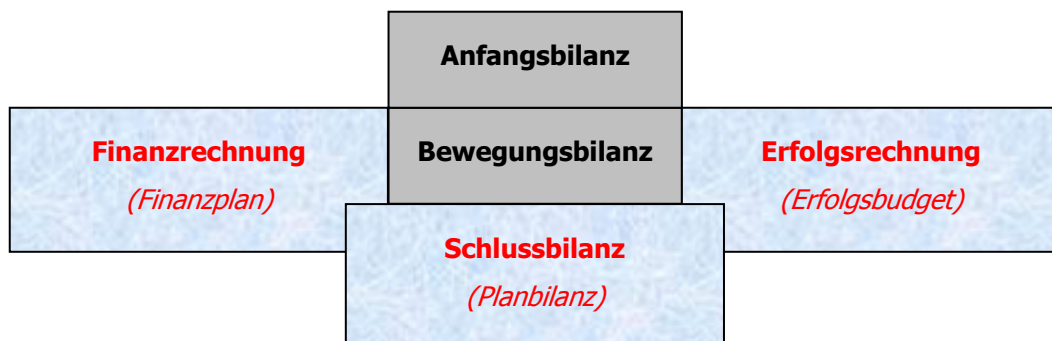 Anfangsbilanz
Finanzrechnung
(Finanzplan)
Bewegungsbilanz
Erfolgsrechnung
(Erfolgsbudget)
Schlussbilanz
(Planbilanz)